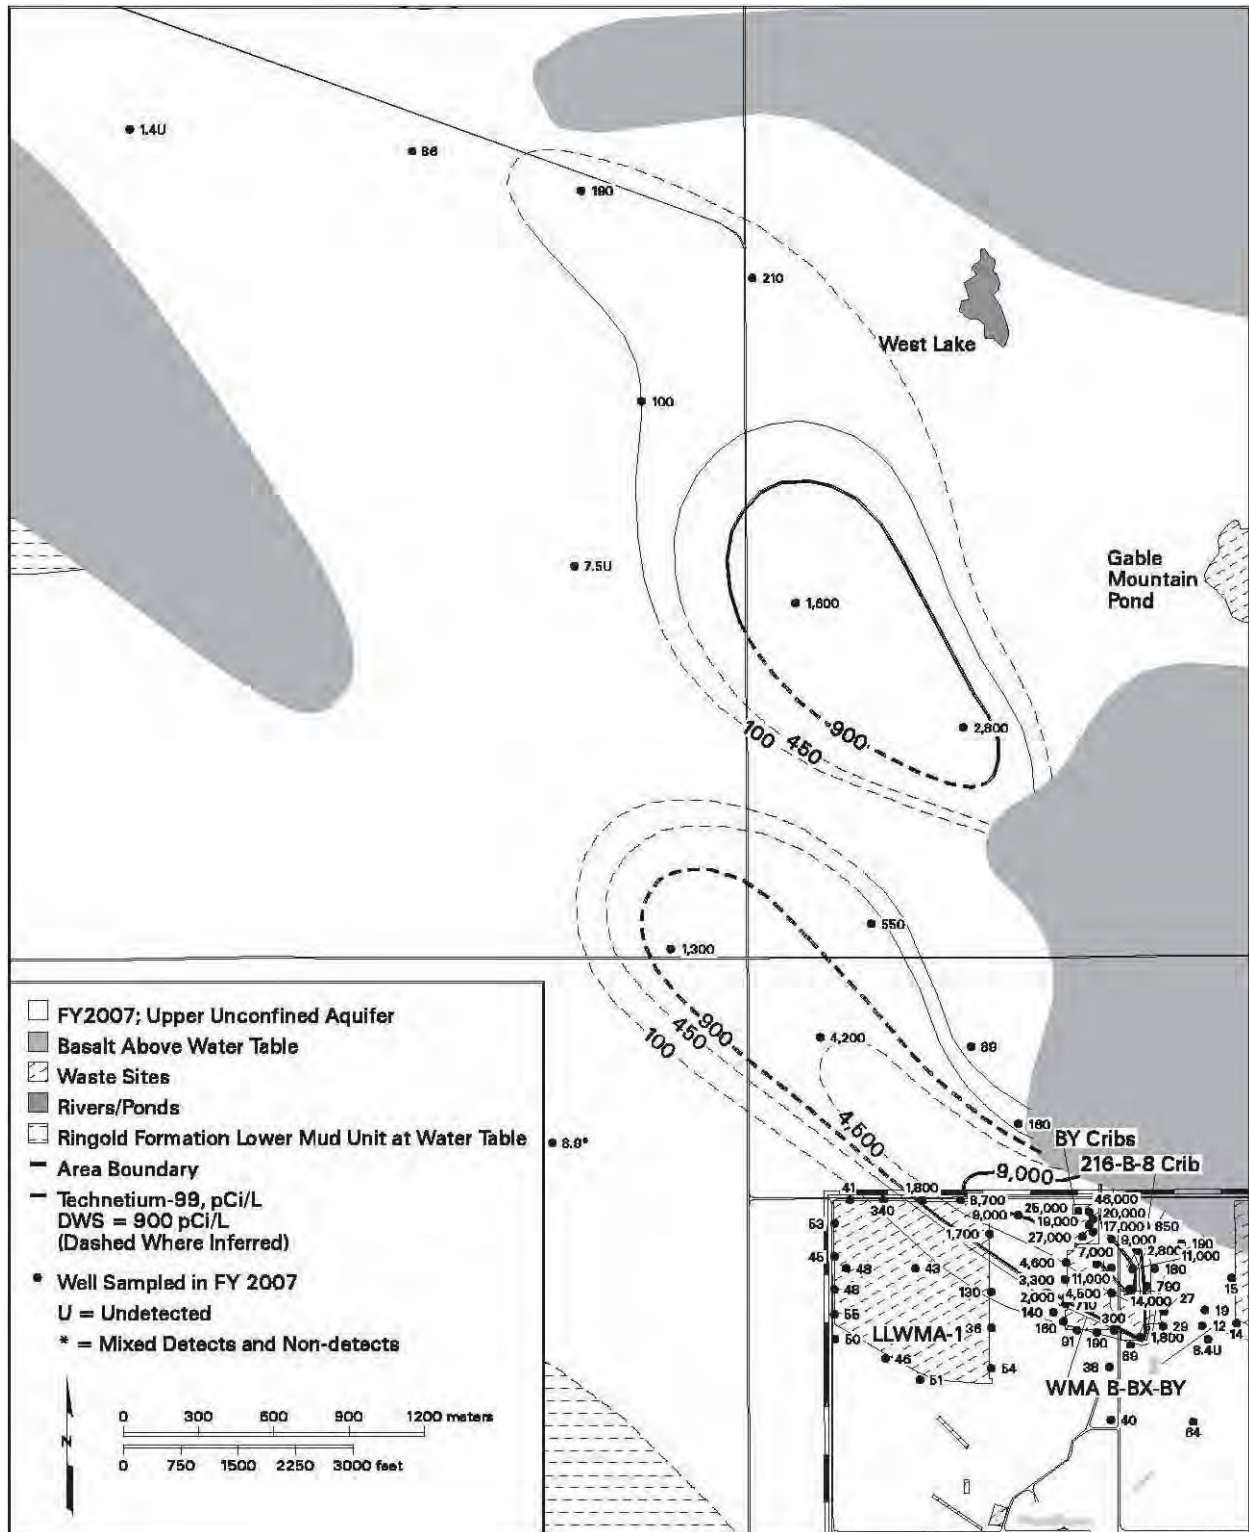 1.4U
86
190
210
West Lake
100
Gable
Mountain
Pond
7.5U
1,600
2,800
900
450
100
550
1,300
900
450
100
4,200
89
4,500
160
8.9*
BY Cribs
216-B-8 Crib
9,000
41
340
1,800
8,700
46,000
25,000
20,000
9,000
19,000
17,000
850
53
1,700
27,000
9,000
190
2,800
11,000
45
48
43
4,600
7,000
180
3,300
11,000
790
15
48
130
2,000
4,500
14,000
27
55
140
710
19
36
160
300
29
12
14
50
LLWMA-1
91
190
1,800
8.4U
46
89
54
38
51
WMA B-BX-BY
40
64
FY2007; Upper Unconfined Aquifer
Basalt Above Water Table
Waste Sites
Rivers/Ponds
Ringold Formation Lower Mud Unit at Water Table
Area Boundary
Technetium-99, pCi/L
DWS = 900 pCi/L
(Dashed Where Inferred)
Well Sampled in FY 2007
U = Undetected
* = Mixed Detects and Non-detects
N
0 300 600 900 1200 meters
0 750 1500 2250 3000 feet